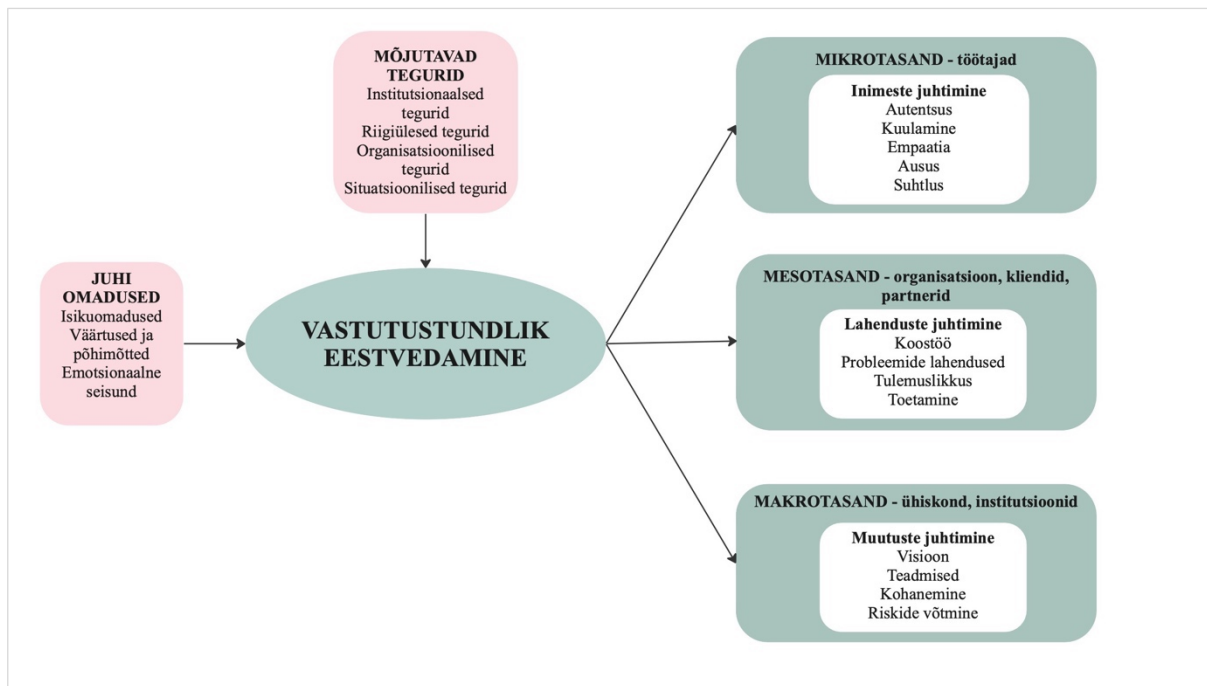 MÕJUTAVAD
TEGURID
Institutsionaalsed
tegurid
Riigiülesed tegurid
Organisatsioonilised
tegurid
Situatsioonilised tegurid
JUHI
OMADUSED
Isikuomadused
Väärtused ja
põhimõtted
Emotsionaalne
seisund
VASTUTUSTUNDLIK
EESTVEDAMINE
MIKROTASAND - töötajad
Inimeste juhtimine
Autentsus
Kuulamine
Empaatia
Ausus
Suhtlus
MESOTASAND - organisatsioon, kliendid,
partnerid
Lahenduste juhtimine
Koostöö
Probleemide lahendused
Tulemuslikkus
Toetamine
MAKROTASAND - ühiskond, institutsioonid
Muutuste juhtimine
Visioon
Teadmised
Kohanemine
Riskide võtmine